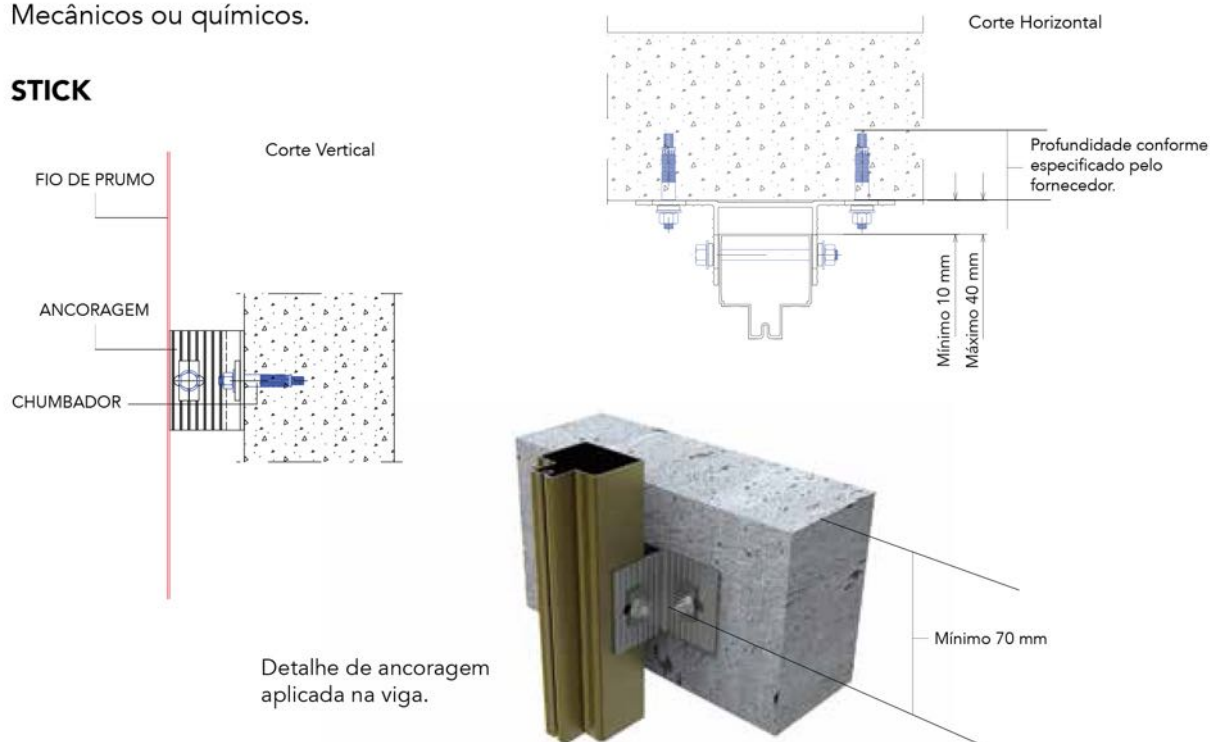 Mecânicos ou químicos.
STICK
Corte Vertical
FIO DE PRUMO
ANCORAGEM
CHUMBADOR
Corte Horizontal
Profundidade conforme
especificado pelo
fornecedor.
Mínimo 10 mm
Máximo 40 mm
Mínimo 70 mm
Detalhe de ancoragem
aplicada na viga.